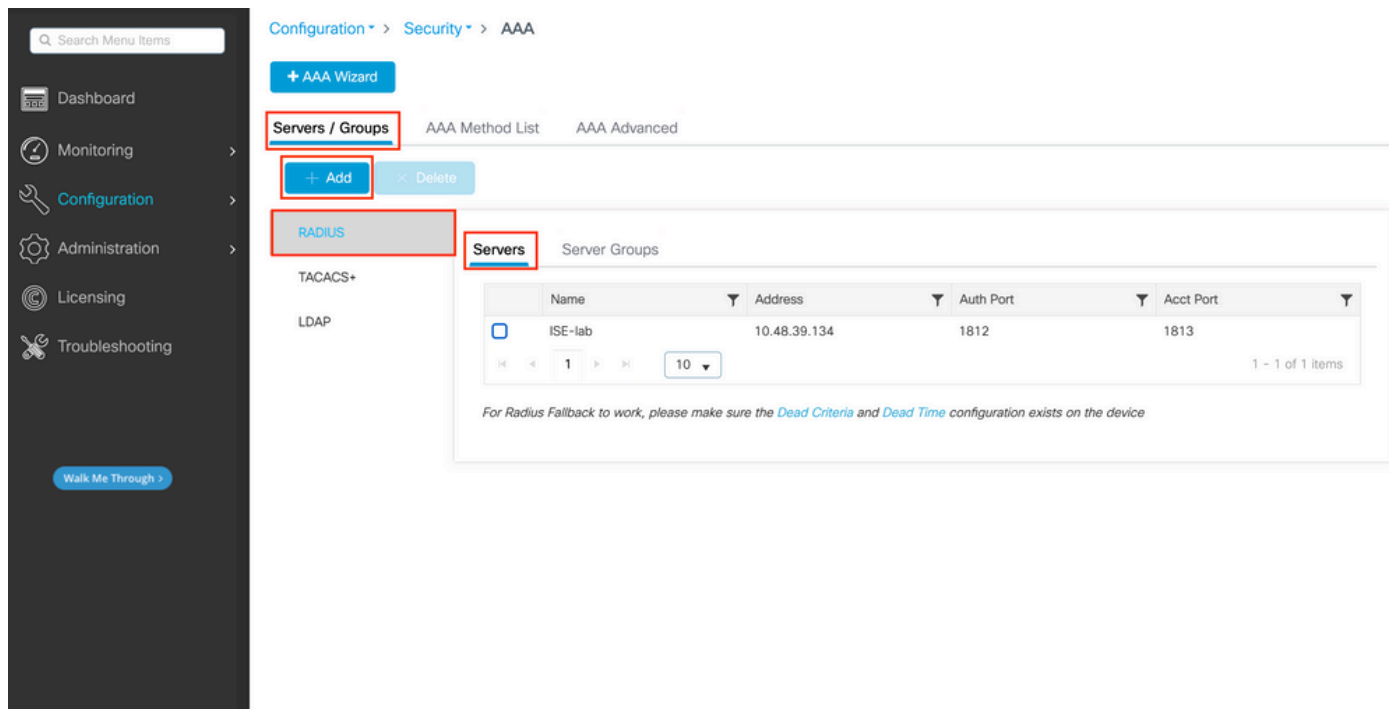 Search Menu Items
Dashboard
Monitoring
Configuration
Administration
Licensing
Troubleshooting
Walk Me Through >
Configuration > Security > AAA
+ AAA Wizard
Servers / Groups AAA Method List AAA Advanced
+ Add × Delete
RADIUS
TACACS+
LDAP
Servers Server Groups
Name Address Auth Port Acct Port
ISE-lab 10.48.39.134 1812 1813
1 10 1 - 1 of 1 items
For Radius Fallback to work, please make sure the Dead Criteria and Dead Time configuration exists on the device